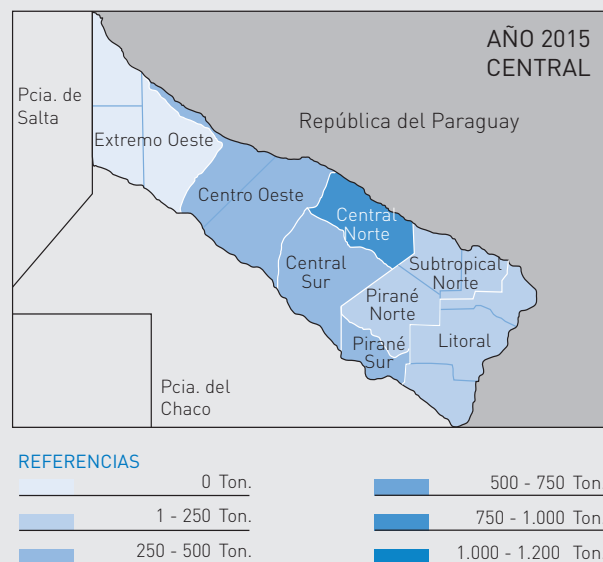 AÑO 2015
CENTRAL
Pcia. de
Salta
República del Paraguay
Extremo Oeste
Centro Oeste
Central
Norte
Central
Sur
Subtropical
Norte
Pirané
Norte
Litoral
Pirané
Sur
Pcia. del
Chaco
REFERENCIAS
0 Ton.
1 - 250 Ton.
250 - 500 Ton.
500 - 750 Ton.
750 - 1.000 Ton.
1.000 - 1.200 Ton.